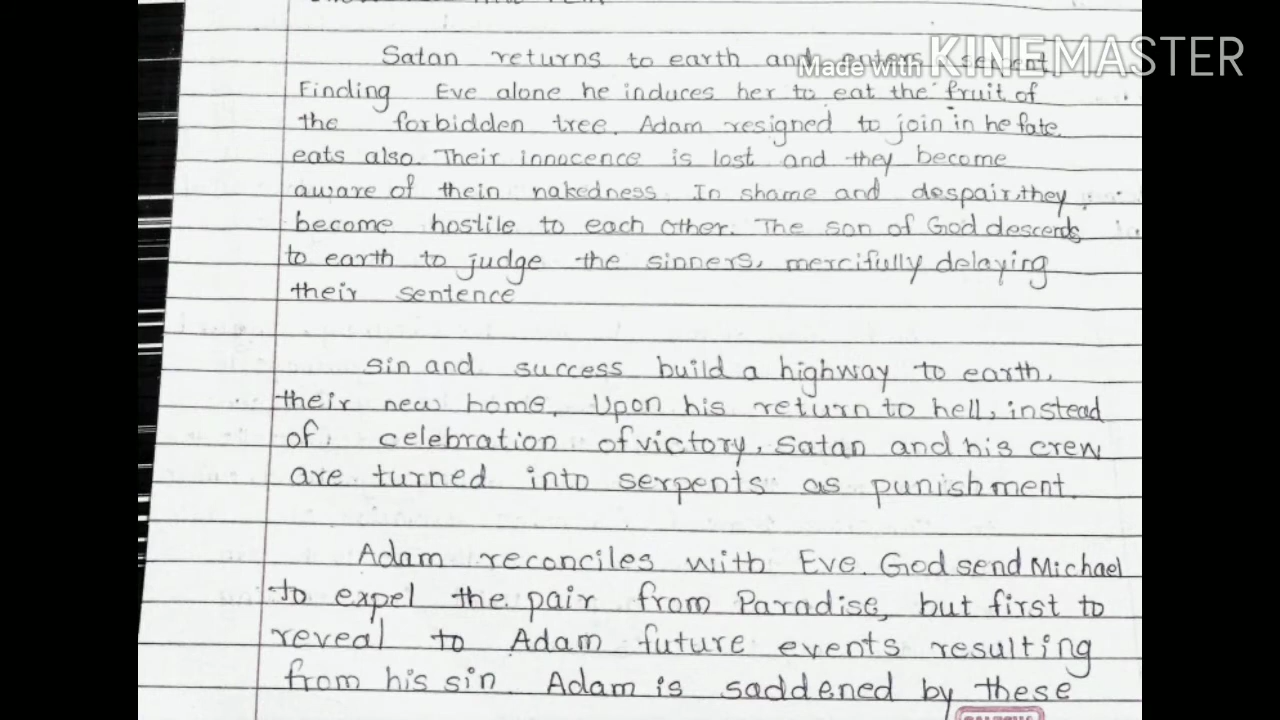 Satan returns to earth and enters serpent.
Made with KINEMASTER
Finding Eve alone he induces her to eat the fruit of
the forbidden tree. Adam resigned to join in he fate
eats also. Their innocence is lost and they become
aware of thein nakedness. In shame and despair, they
become hostile to each other. The son of God descends
to earth to judge the sinners, mercifully delaying
their sentence
Sin and success build a highway to earth,
their new home. Upon his return to hell, instead
of celebration of victory, Satan and his crew
are turned into serpents as punishment.
Adam reconciles with Eve. God send Michael
to expel the pair from Paradise, but first to
reveal to Adam future events resulting
from his sin. Adam is saddened by these